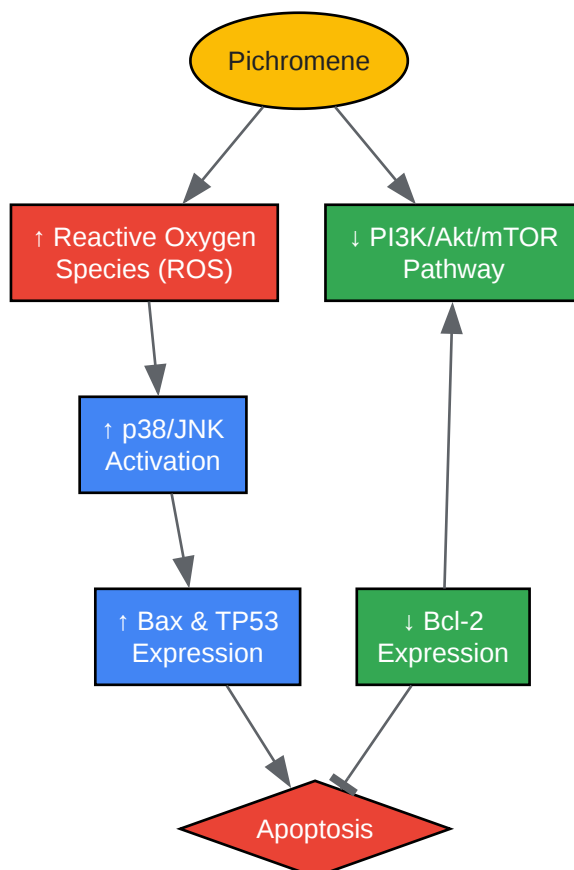 Pichromene
↑ Reactive Oxygen
Species (ROS)
↓ PI3K/Akt/mTOR
Pathway
↑ p38/JNK
Activation
↑ Bax & TP53
Expression
↓ Bcl-2
Expression
Apoptosis